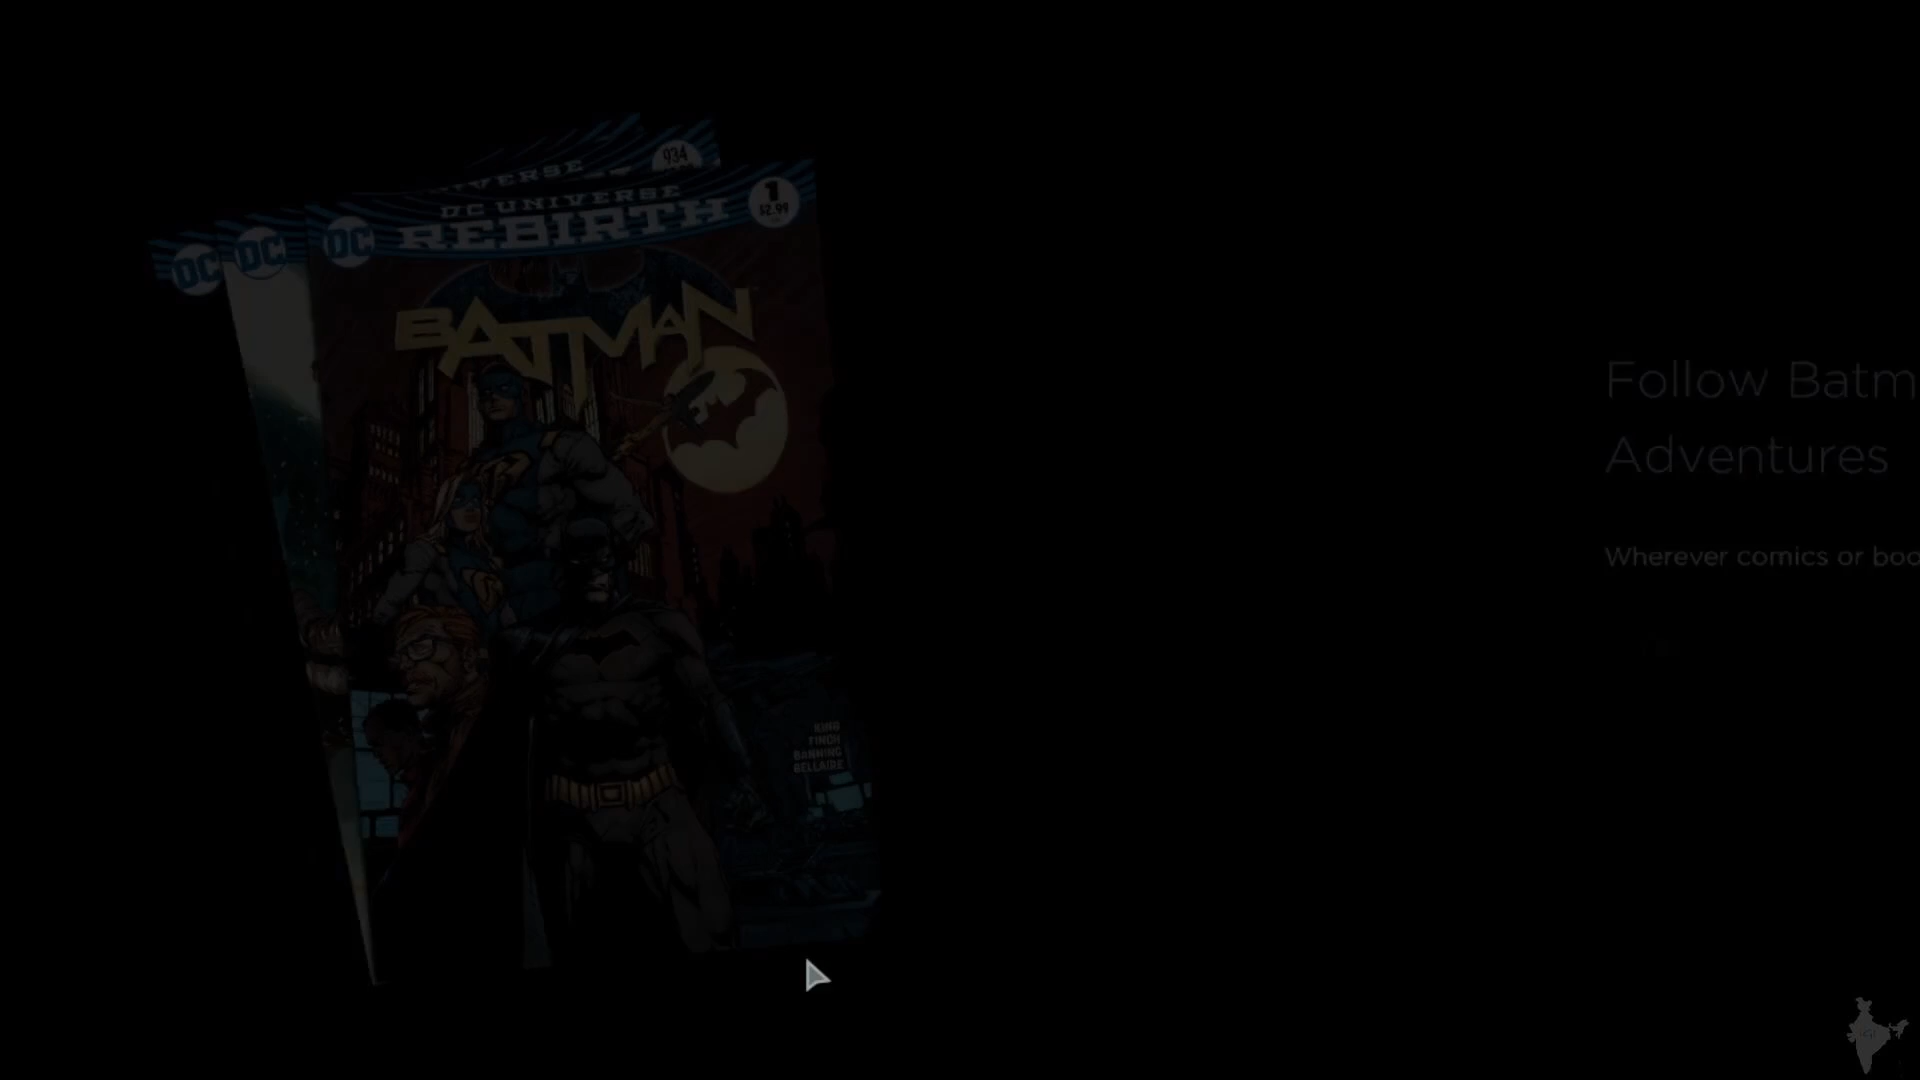 934
NIVERSE
DC UNIVERSE
REBIRTH
1
$2.99
DC
DC
DC
BATMAN
KING
FINCH
BANNING
BELLAIRE
Follow Batm
Adventures
Wherever comics or boo